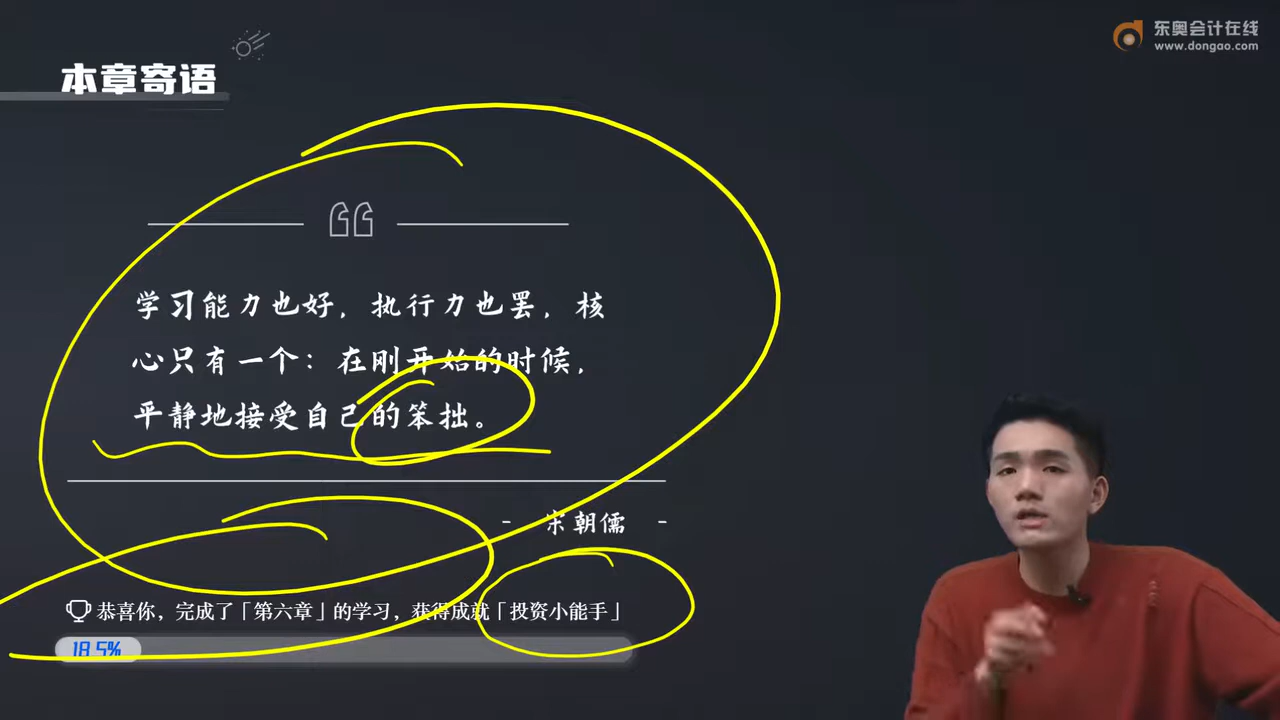 东奥会计在线
www.dongao.com
本章寄语
学习能力也好，执行力也罢，核
心只有一个：在刚开始的时候，
平静地接受自己的笨拙。
- 宋朝儒 -
恭喜你，完成了「第六章」的学习，获得成就「投资小能手」
18.5%